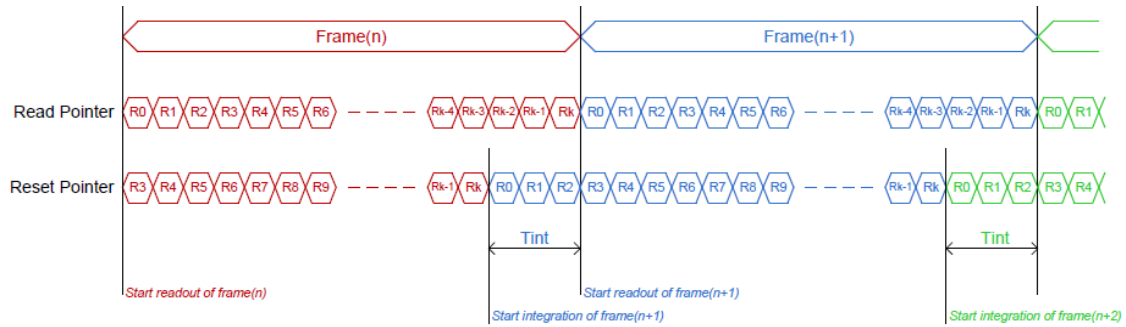 Frame(n) Frame(n+1)
Read Pointer R0 R1 R2 R3 R4 R5 R6 Rk-4 Rk-3 Rk-2 Rk-1 Rk R0 R1 R2 R3 R4 R5 R6 Rk-4 Rk-3 Rk-2 Rk-1 Rk R0 R1
Reset Pointer R3 R4 R5 R6 R7 R8 R9 Rk-1 Rk R0 R1 R2 R3 R4 R5 R6 R7 R8 R9 Rk-1 Rk R0 R1 R2 R3 R4
Tint Tint
Start readout of frame(n) Start readout of frame(n+1)
Start integration of frame(n+1) Start integration of frame(n+2)